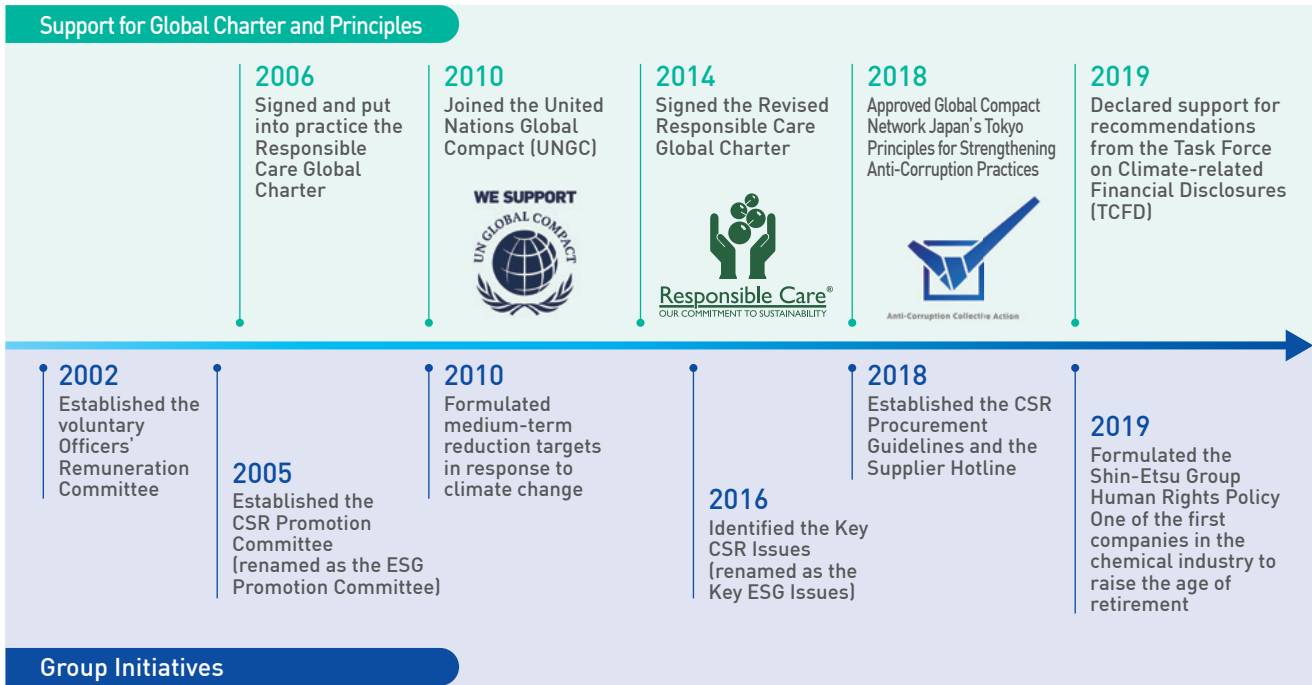 Support for Global Charter and Principles
2006
Signed and put
into practice the
Responsible
Care Global
Charter
2010
Joined the United
Nations Global
Compact (UNGC)
WE SUPPORT
UN GLOBAL COMPACT
2014
Signed the Revised
Responsible Care
Global Charter
Responsible Care®
OUR COMMITMENT TO SUSTAINABILITY
2018
Approved Global Compact
Network Japan's Tokyo
Principles for Strengthening
Anti-Corruption Practices
Anti-Corruption Collective Action
2019
Declared support for
recommendations
from the Task Force
on Climate-related
Financial Disclosures
(TCFD)
2002
Established the
voluntary
Officers'
Remuneration
Committee
2005
Established the
CSR Promotion
Committee
(renamed as the ESG
Promotion Committee)
2010
Formulated
medium-term
reduction targets
in response to
climate change
2016
Identified the Key
CSR Issues
(renamed as the
Key ESG Issues)
2018
Established the CSR
Procurement
Guidelines and the
Supplier Hotline
2019
Formulated the
Shin-Etsu Group
Human Rights Policy
One of the first
companies in the
chemical industry to
raise the age of
retirement
Group Initiatives